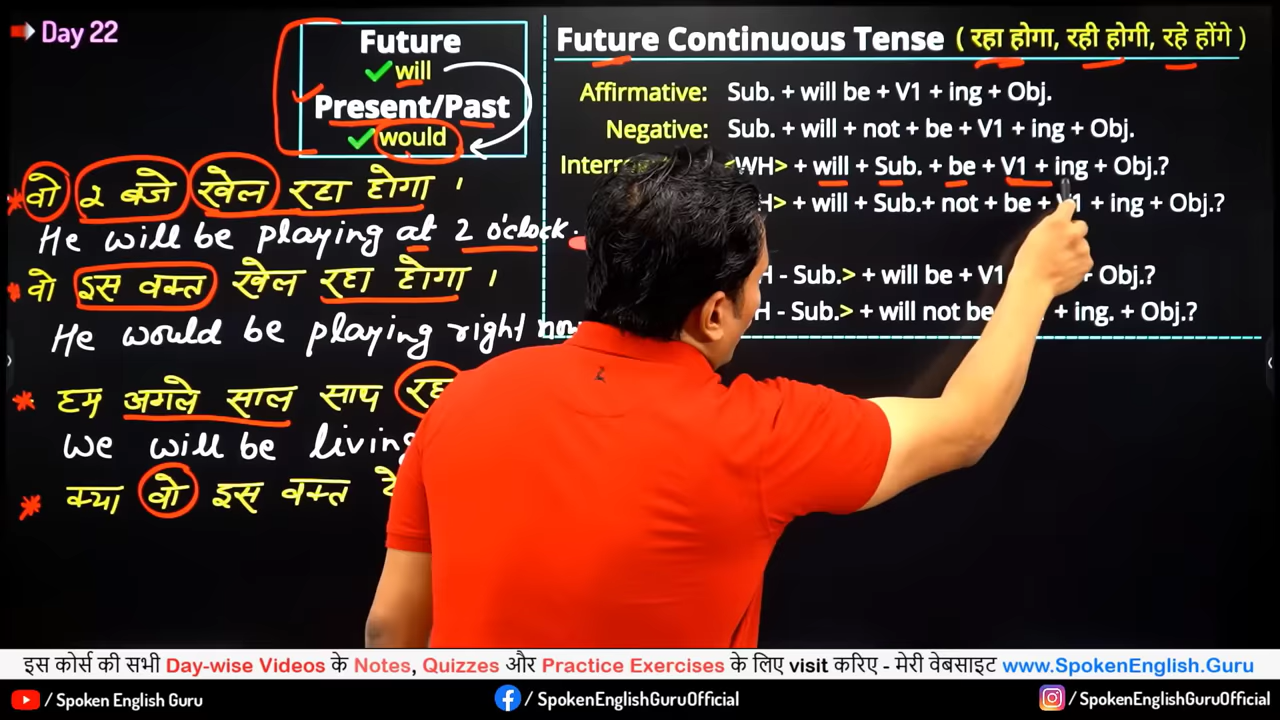 Day 22
Future
will
Present/Past
would
वो 2 बजे खेल रहा होगा ।
He will be playing at 2 o'clock.
वो इस वक्त खेल रहा होगा ।
He would be playing right now
हम अगले साल साथ रह
We will be living
क्या वो इस वक्त
Future Continuous Tense ( रहा होगा, रही होगी, रहे होंगे )
Affirmative: Sub. + will be + V1 + ing + Obj.
Negative: Sub. + will + not + be + V1 + ing + Obj.
<WH> + will + Sub. + be + V1 + ing + Obj.?
> + will + Sub.+ not + be + V1 + ing + Obj.?
H - Sub.> + will be + V1 + Obj.?
H - Sub.> + will not be + ing. + Obj.?
इस कोर्स की सभी Day-wise Videos के Notes, Quizzes और Practice Exercises के लिए visit करिए - मेरी वेबसाइट www.SpokenEnglish.Guru
/ Spoken English Guru
/ SpokenEnglishGuruOfficial
/ SpokenEnglishGuruOfficial